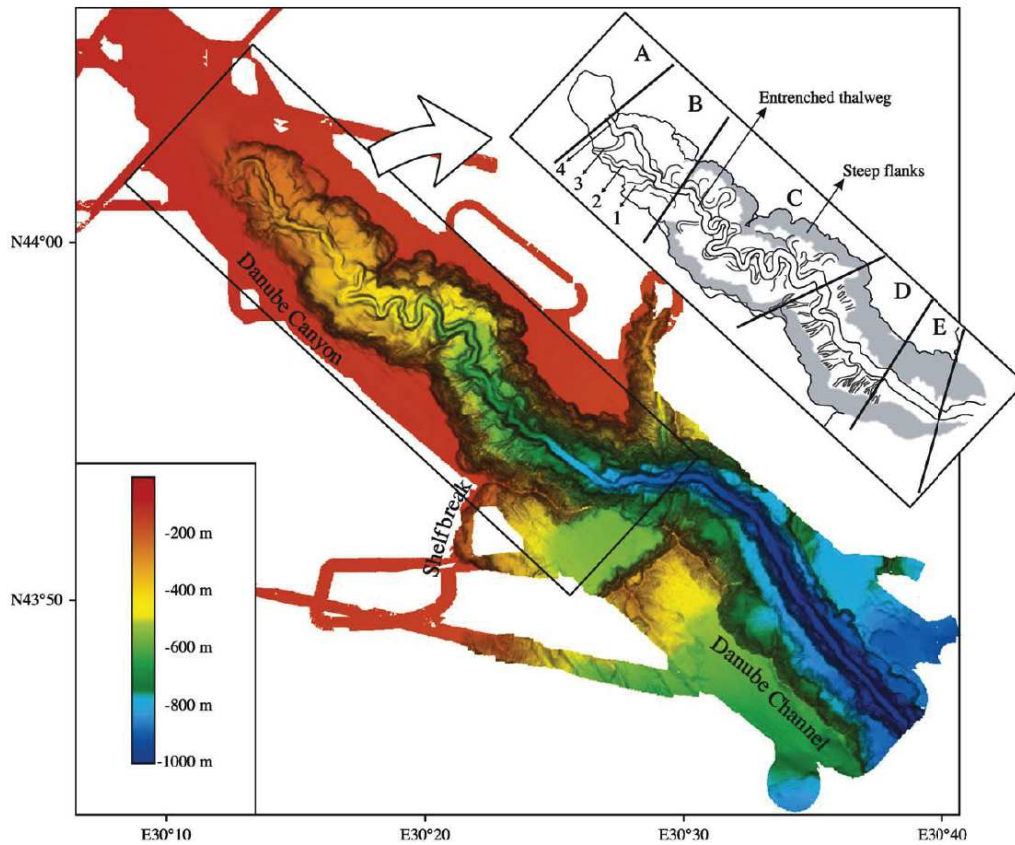 A
B
Entrenched thalweg
Steep flanks
4
3
2
1
C
D
E
N44°00
Danube Canyon
Shelfbreak
-200 m
-400 m
-600 m
-800 m
-1000 m
N43°50
Danube Channel
E30°10
E30°20
E30°30
E30°40